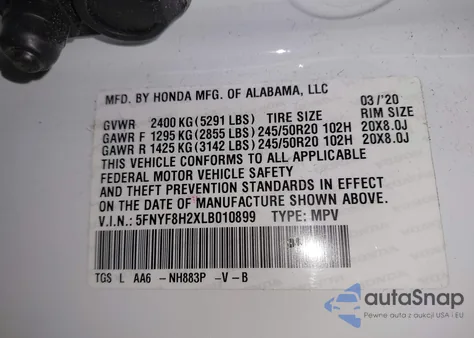 MFD. BY HONDA MFG. OF ALABAMA, LLC
03/'20
GVWR 2400 KG (5291 LBS) TIRE SIZE RIM SIZE
GAWR F 1295 KG (2855 LBS) 245/50R20 102H 20X8.0J
GAWR R 1425 KG (3142 LBS) 245/50R20 102H 20X8.0J
THIS VEHICLE CONFORMS TO ALL APPLICABLE
FEDERAL MOTOR VEHICLE SAFETY
AND THEFT PREVENTION STANDARDS IN EFFECT
ON THE DATE OF MANUFACTURE SHOWN ABOVE.
V.I.N.: 5FNYF8H2XLB010899 TYPE: MPV
TGS L AA6 -NH883P -V -B
autoSnap
Pewne auta z aukcji USA i EU